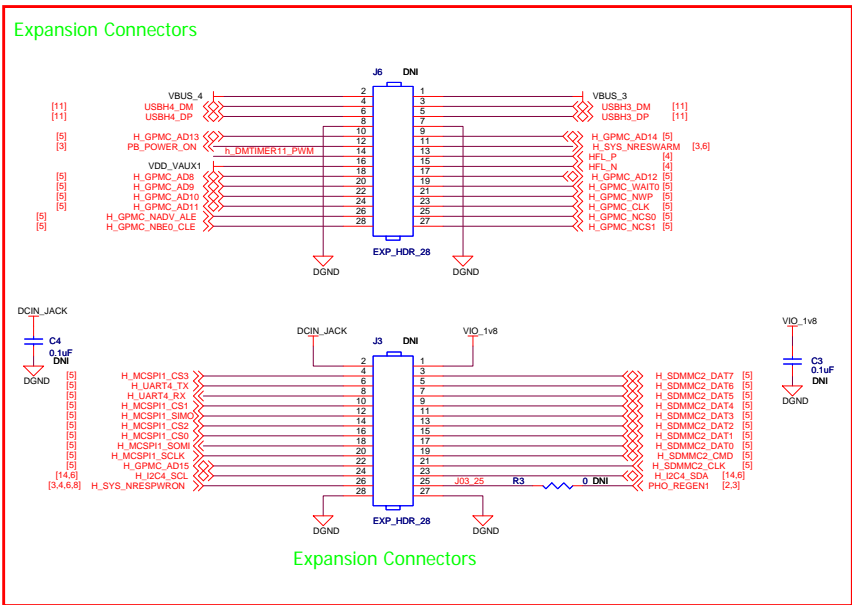 Expansion Connectors
J6 DNI
VBUS_4 2 1 VBUS_3
[11] USBH4_DM 4 3 USBH3_DM [11]
[11] USBH4_DP 6 5 USBH3_DP [11]
8 7
[5] H_GPMC_AD13 10 9 H_GPMC_AD14 [5]
[3] PB_POWER_ON 12 11 H_SYS_NRESWARM [3,6]
h_DMTIMER11_PWM 14 13 HFL_P [4]
VDD_VAUX1 16 15 HFL_N [4]
[5] H_GPMC_AD8 18 17 H_GPMC_AD12 [5]
[5] H_GPMC_AD9 20 19 H_GPMC_WAIT0 [5]
[5] H_GPMC_AD10 22 21 H_GPMC_NWP [5]
[5] H_GPMC_AD11 24 23 H_GPMC_CLK [5]
[5] H_GPMC_NADV_ALE 26 25 H_GPMC_NCS0 [5]
[5] H_GPMC_NBE0_CLE 28 27 H_GPMC_NCS1 [5]
EXP_HDR_28
DGND DGND
DCIN_JACK
C4
0.1uF
DNI
DGND
VIO_1v8
C3
0.1uF
DNI
DGND
DCIN_JACK J3 DNI VIO_1v8
2 1
[5] H_MCSPI1_CS3 4 3 H_SDMMC2_DAT7 [5]
[5] H_UART4_TX 6 5 H_SDMMC2_DAT6 [5]
[5] H_UART4_RX 8 7 H_SDMMC2_DAT5 [5]
[5] H_MCSPI1_CS1 10 9 H_SDMMC2_DAT4 [5]
[5] H_MCSPI1_SIMO 12 11 H_SDMMC2_DAT3 [5]
[5] H_MCSPI1_CS2 14 13 H_SDMMC2_DAT2 [5]
[5] H_MCSPI1_CS0 16 15 H_SDMMC2_DAT1 [5]
[5] H_MCSPI1_SOMI 18 17 H_SDMMC2_DAT0 [5]
[5] H_MCSPI1_SCLK 20 19 H_SDMMC2_CMD [5]
[5] H_GPMC_AD15 22 21 H_SDMMC2_CLK [5]
[14,6] H_I2C4_SCL 24 23 H_I2C4_SDA [14,6]
[3,4,6,8] H_SYS_NRESPWRON 26 25 J03_25 R3 0 DNI PHO_REGEN1 [2,3]
28 27
EXP_HDR_28
DGND DGND
Expansion Connectors